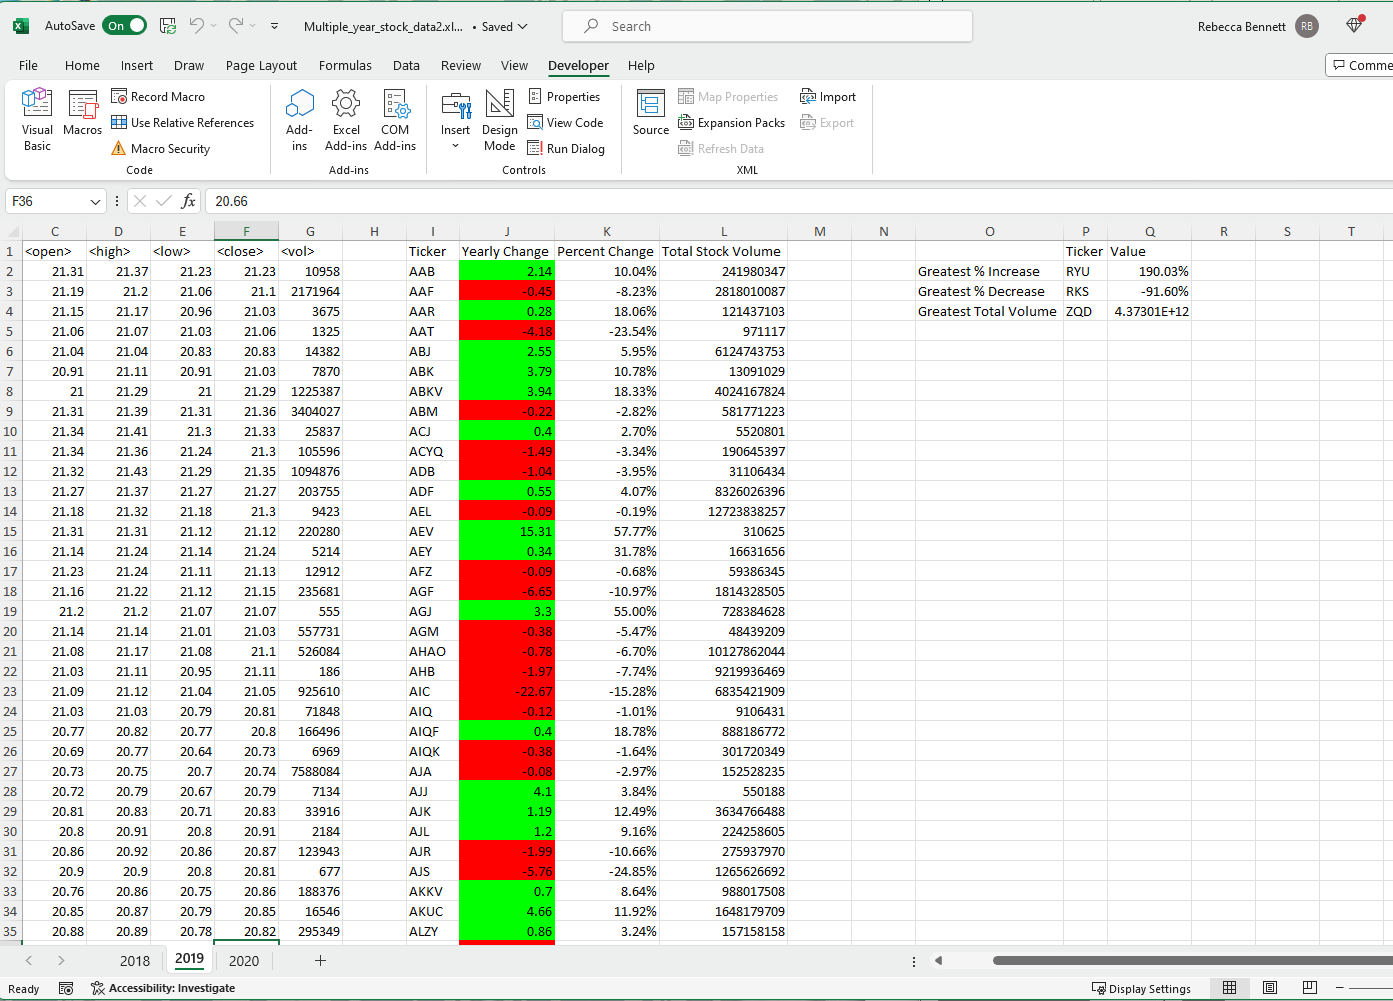 AutoSave On Multiple_year_stock_data2.xl... • Saved Search Rebecca Bennett RB
File Home Insert Draw Page Layout Formulas Data Review View Developer Help Comme
Visual Basic Macros Record Macro Use Relative References Macro Security Code
Add-ins Excel Add-ins COM Add-ins Add-ins
Insert Design Mode Properties View Code Run Dialog Controls
Source Map Properties Expansion Packs Refresh Data Import Export XML
F36 fx 20.66
C D E F G H I J K L M N O P Q R S T
1 <open> <high> <low> <close> <vol> Ticker Yearly Change Percent Change Total Stock Volume Ticker Value
2 21.31 21.37 21.23 21.23 10958 AAB 2.14 10.04% 241980347 Greatest % Increase RYU 190.03%
3 21.19 21.2 21.06 21.1 2171964 AAF -0.45 -8.23% 2818010087 Greatest % Decrease RKS -91.60%
4 21.15 21.17 20.96 21.03 3675 AAR 0.28 18.06% 121437103 Greatest Total Volume ZQD 4.37301E+12
5 21.06 21.07 21.03 21.06 1325 AAT -4.18 -23.54% 971117
6 21.04 21.04 20.83 20.83 14382 ABJ 2.55 5.95% 6124743753
7 20.91 21.11 20.91 21.03 7870 ABK 3.79 10.78% 13091029
8 21 21.29 21 21.29 1225387 ABKV 3.94 18.33% 4024167824
9 21.31 21.39 21.31 21.36 3404027 ABM -0.22 -2.82% 581771223
10 21.34 21.41 21.3 21.33 25837 ACJ 0.4 2.70% 5520801
11 21.34 21.36 21.24 21.3 105596 ACYQ -1.49 -3.34% 190645397
12 21.32 21.43 21.29 21.35 1094876 ADB -1.04 -3.95% 31106434
13 21.27 21.37 21.27 21.27 203755 ADF 0.55 4.07% 8326026396
14 21.18 21.32 21.18 21.3 9423 AEL -0.09 -0.19% 12723838257
15 21.31 21.31 21.12 21.12 220280 AEV 15.31 57.77% 310625
16 21.14 21.24 21.14 21.24 5214 AEY 0.34 31.78% 16631656
17 21.23 21.24 21.11 21.13 12912 AFZ -0.09 -0.68% 59386345
18 21.16 21.22 21.12 21.15 235681 AGF -6.65 -10.97% 1814328505
19 21.2 21.2 21.07 21.07 555 AGJ 3.3 55.00% 728384628
20 21.14 21.14 21.01 21.03 557731 AGM -0.38 -5.47% 48439209
21 21.08 21.17 21.08 21.1 526084 AHAO -0.78 -6.70% 10127862044
22 21.03 21.11 20.95 21.11 186 AHB -1.97 -7.74% 9219936469
23 21.09 21.12 21.04 21.05 925610 AIC -22.67 -15.28% 6835421909
24 21.03 21.03 20.79 20.81 71848 AIQ -0.12 -1.01% 9106431
25 20.77 20.82 20.77 20.8 166496 AIQF 0.4 18.78% 888186772
26 20.69 20.77 20.64 20.73 6969 AIQK -0.38 -1.64% 301720349
27 20.73 20.75 20.7 20.74 7588084 AJA -0.08 -2.97% 152528235
28 20.72 20.79 20.67 20.79 7134 AJJ 4.1 3.84% 550188
29 20.81 20.83 20.71 20.83 33916 AJK 1.19 12.49% 3634766488
30 20.8 20.91 20.8 20.91 2184 AJL 1.2 9.16% 224258605
31 20.86 20.92 20.86 20.87 123943 AJR -1.99 -10.66% 275937970
32 20.9 20.9 20.8 20.81 677 AJS -5.76 -24.85% 1265626692
33 20.76 20.86 20.75 20.86 188376 AKKV 0.7 8.64% 988017508
34 20.85 20.87 20.79 20.85 16546 AKUC 4.66 11.92% 1648179709
35 20.88 20.89 20.78 20.82 295349 ALZY 0.86 3.24% 157158158
2018 2019 2020 +
Ready Accessibility: Investigate Display Settings